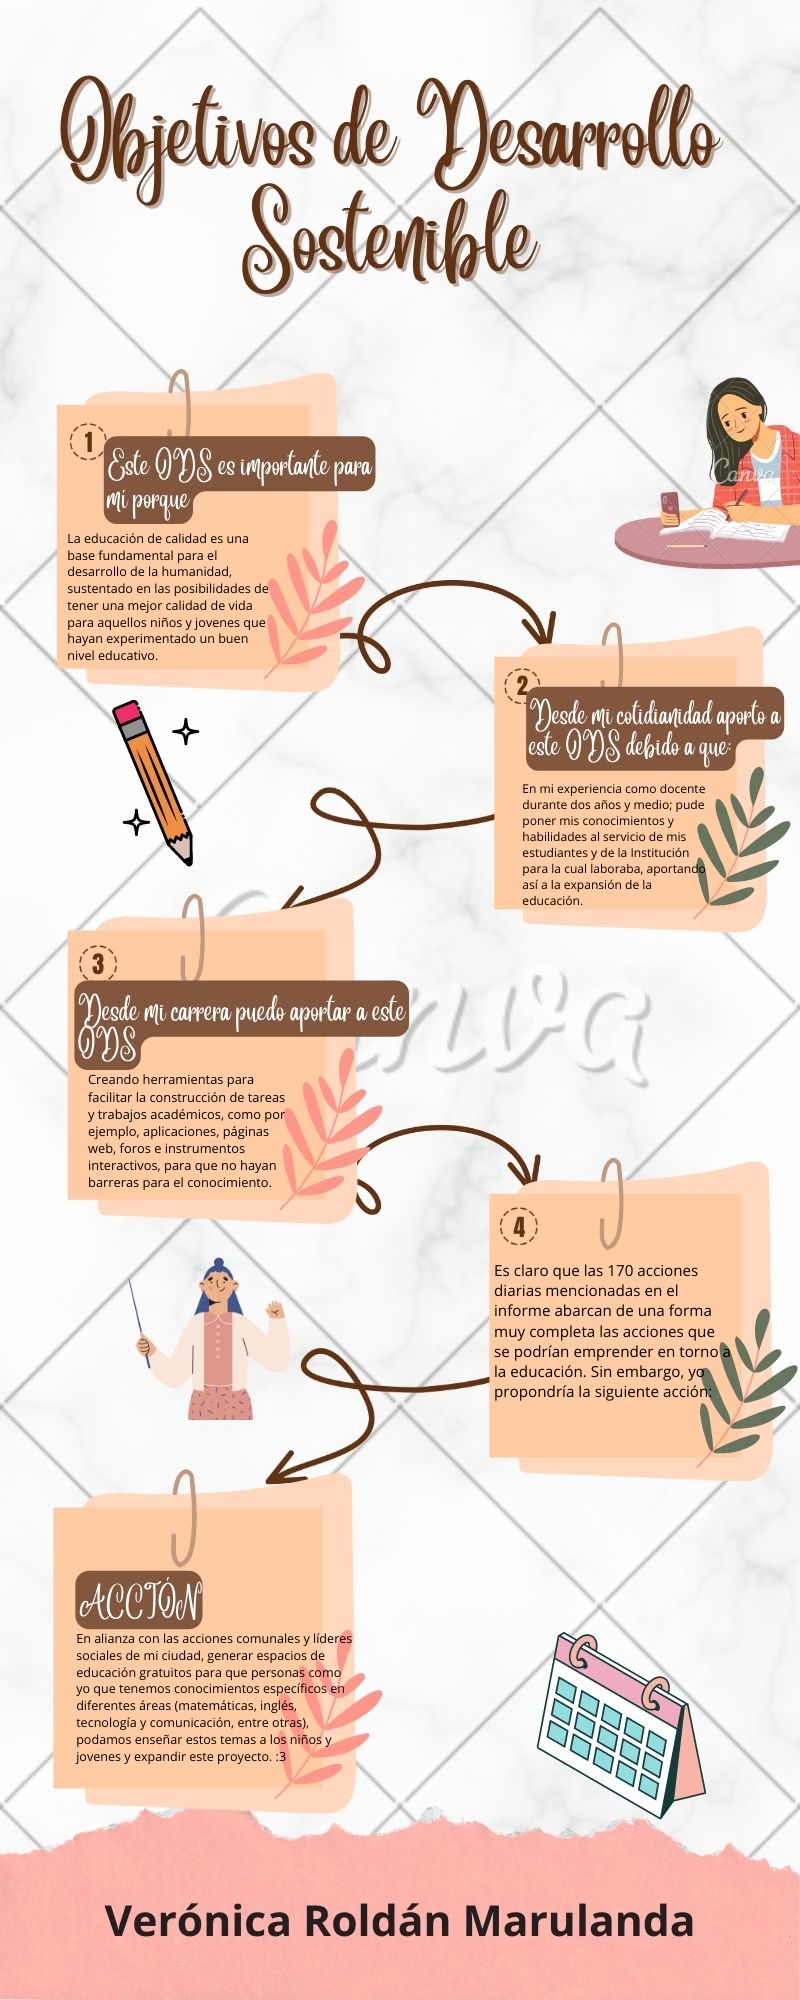 Objetivos de Desarrollo
Sostenible
1
Este ODS es importante para
mi porque
La educación de calidad es una
base fundamental para el
desarrollo de la humanidad,
sustentado en las posibilidades de
tener una mejor calidad de vida
para aquellos niños y jovenes que
hayan experimentado un buen
nivel educativo.
Canva
2
Desde mi cotidianidad aporto a
este ODS debido a que:
En mi experiencia como docente
durante dos años y medio; pude
poner mis conocimientos y
habilidades al servicio de mis
estudiantes y de la Institución
para la cual laboraba, aportando
así a la expansión de la
educación.
Canva
3
Desde mi carrera puedo aportar a este
ODS
Creando herramientas para
facilitar la construcción de tareas
y trabajos académicos, como por
ejemplo, aplicaciones, páginas
web, foros e instrumentos
interactivos, para que no hayan
barreras para el conocimiento.
4
Es claro que las 170 acciones
diarias mencionadas en el
informe abarcan de una forma
muy completa las acciones que
se podrían emprender en torno a
la educación. Sin embargo, yo
propondría la siguiente acción:
ACCIÓN
En alianza con las acciones comunales y líderes
sociales de mi ciudad, generar espacios de
educación gratuitos para que personas como
yo que tenemos conocimientos específicos en
diferentes áreas (matemáticas, inglés,
tecnología y comunicación, entre otras),
podamos enseñar estos temas a los niños y
jovenes y expandir este proyecto. :3
Verónica Roldán Marulanda